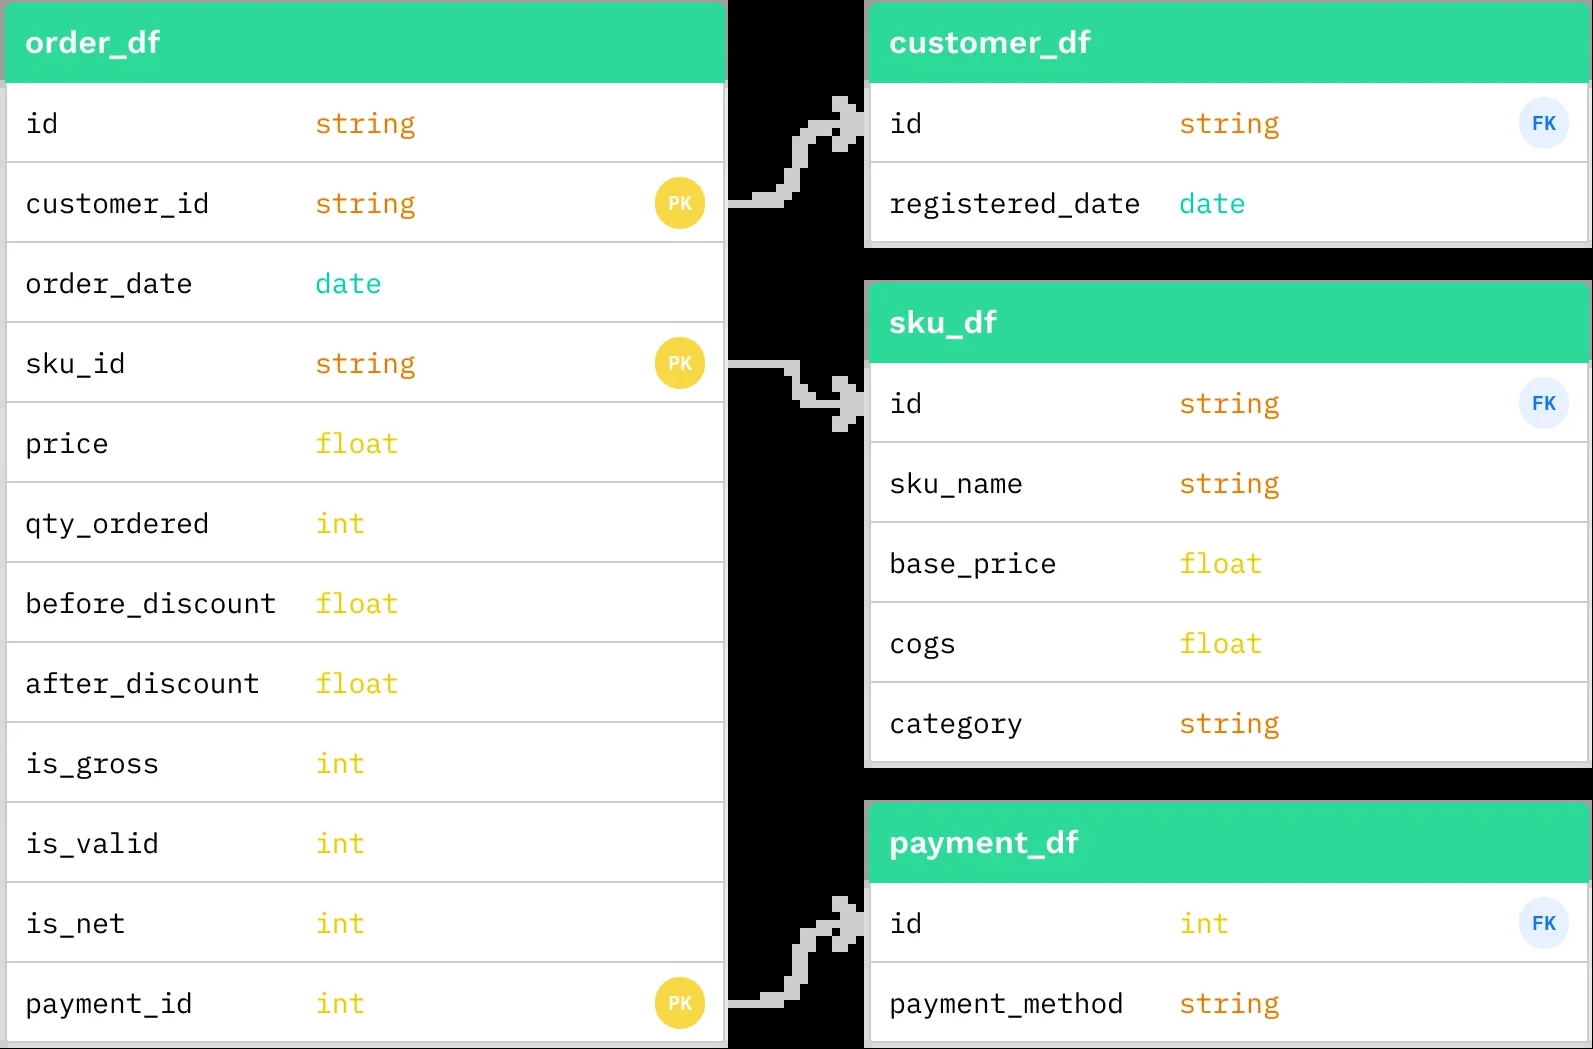 order_df
id string
customer_id string PK
order_date date
sku_id string PK
price float
qty_ordered int
before_discount float
after_discount float
is_gross int
is_valid int
is_net int
payment_id int PK
customer_df
id string FK
registered_date date
sku_df
id string FK
sku_name string
base_price float
cogs float
category string
payment_df
id int FK
payment_method string